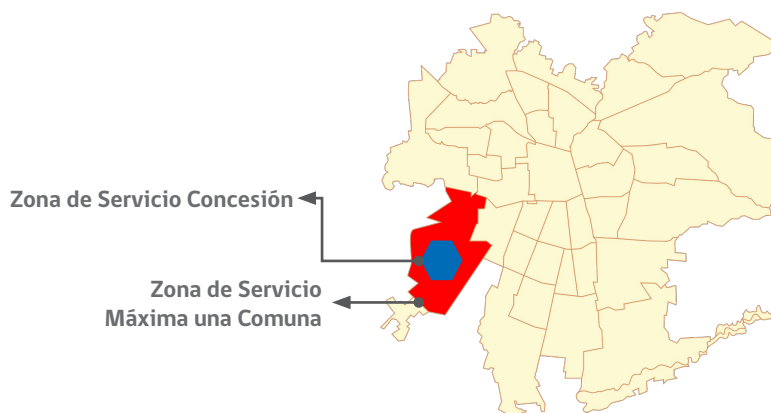 Zona de Servicio Concesión
Zona de Servicio
Máxima una Comuna